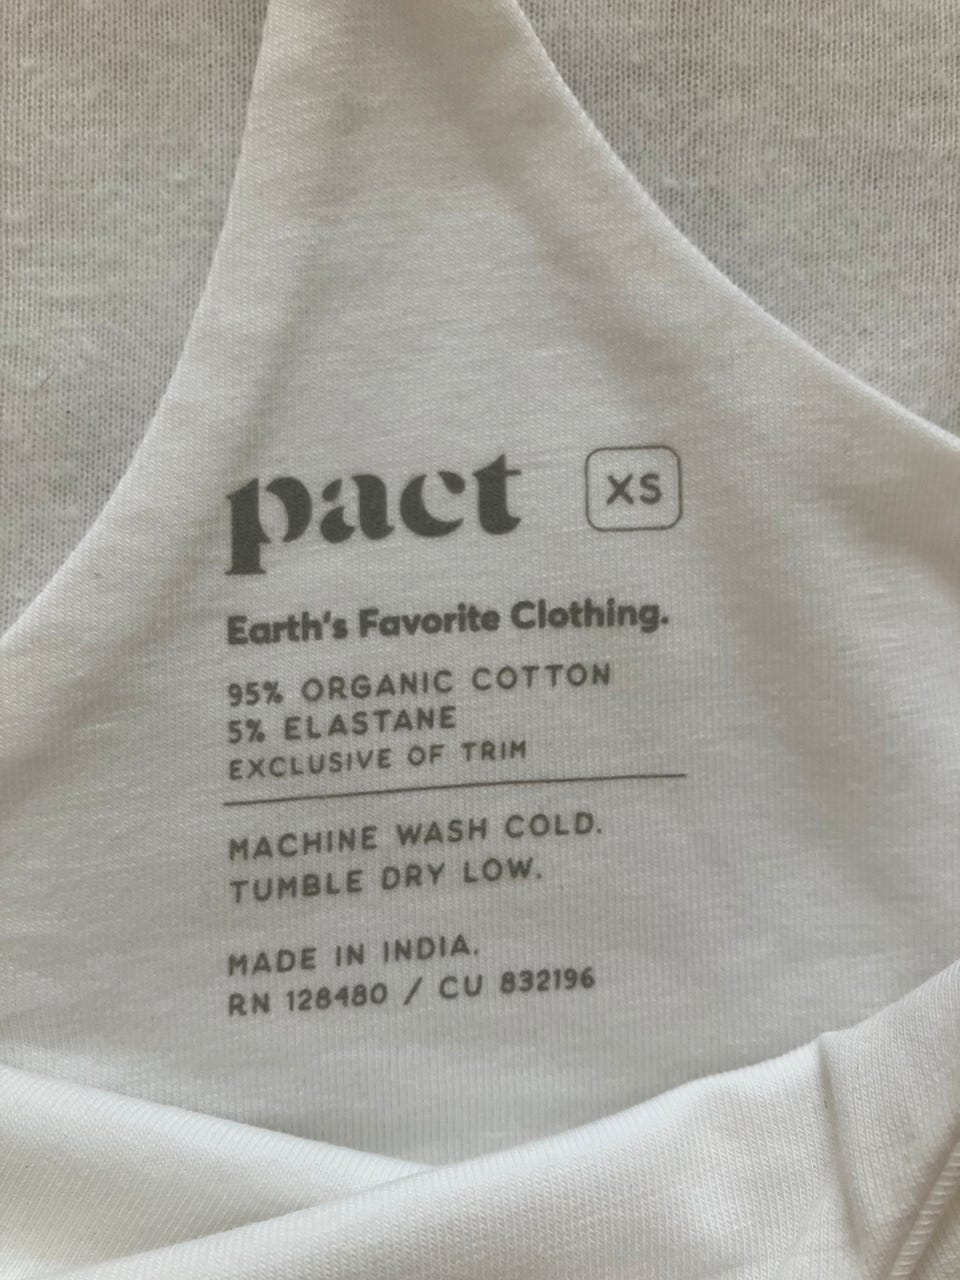 pact XS
Earth's Favorite Clothing.
95% ORGANIC COTTON
5% ELASTANE
EXCLUSIVE OF TRIM
MACHINE WASH COLD.
TUMBLE DRY LOW.
MADE IN INDIA.
RN 128480 / CU 832196